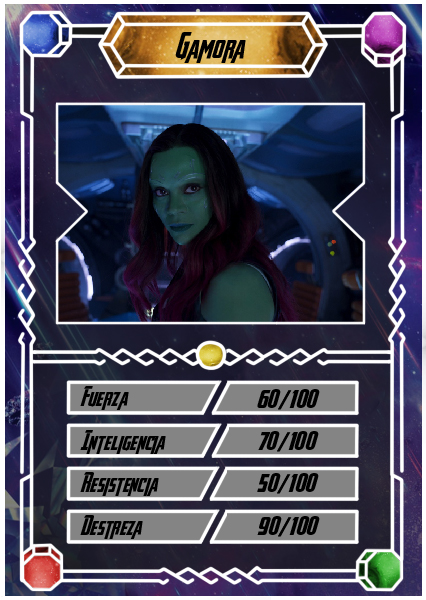 Gamora
Fuerza 60/100
Inteligencia 70/100
Resistencia 50/100
Destreza 90/100